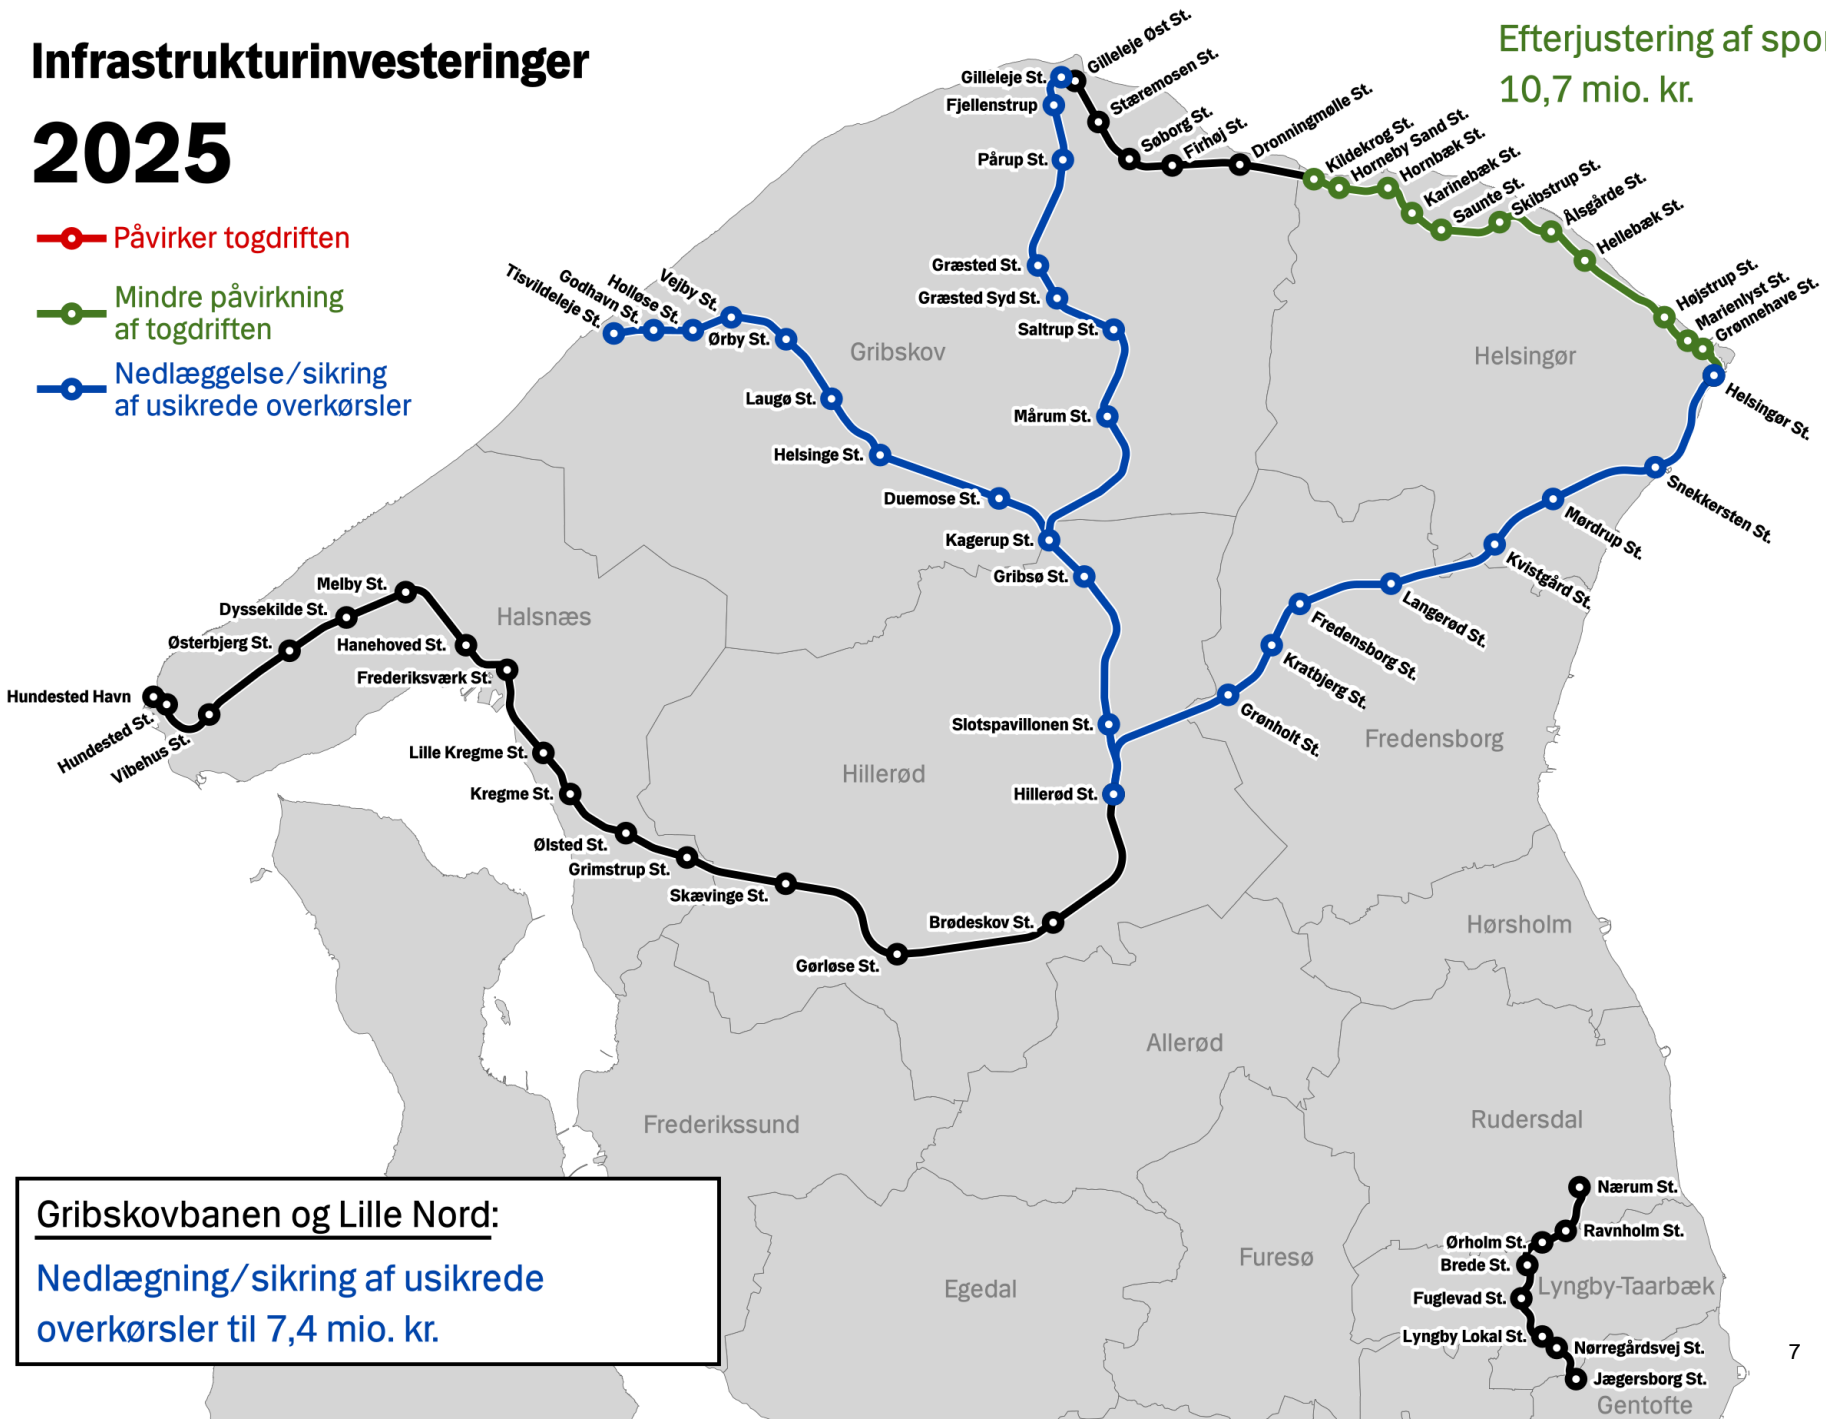 Infrastrukturinvesteringer
2025
Påvirker togdriften
Mindre påvirkning
af togdriften
Nedlæggelse/sikring
af usikrede overkørsler
Efterjustering af spor
10,7 mio. kr.
Gilleleje Øst St.
Gilleleje St.
Stæremosen St.
Fjellenstrup
Søborg St.
Firhøj St.
Dronningmølle St.
Pårup St.
Kildekrog St.
Horneby Sand St.
Hornbæk St.
Karinebæk St.
Saunte St.
Skibstrup St.
Ålsgårde St.
Hellebæk St.
Højstrup St.
Marienlyst St.
Grønnehave St.
Helsingør St.
Græsted St.
Græsted Syd St.
Saltrup St.
Mårum St.
Tisvildeleje St.
Godhavn St.
Holløse St.
Vejby St.
Ørby St.
Laugø St.
Helsinge St.
Duemose St.
Kagerup St.
Gribsø St.
Gribskov
Helsingør
Snekkersten St.
Mørdrup St.
Kvistgård St.
Langerød St.
Fredensborg St.
Kratbjerg St.
Grønholt St.
Slotspavillonen St.
Hillerød St.
Fredensborg
Halsnæs
Hillerød
Melby St.
Dyssekilde St.
Østerbjerg St.
Hanehoved St.
Frederiksværk St.
Hundested Havn
Hundested St.
Vibehus St.
Lille Kregme St.
Kregme St.
Ølsted St.
Grimstrup St.
Skævinge St.
Gørløse St.
Brødeskov St.
Hørsholm
Allerød
Frederikssund
Rudersdal
Egedal
Furesø
Nærum St.
Ravnholm St.
Ørholm St.
Brede St.
Lyngby-Taarbæk
Fuglevad St.
Lyngby Lokal St.
Nørregårdsvej St.
Jægersborg St.
Gentofte
Gribskovbanen og Lille Nord:
Nedlægning/sikring af usikrede
overkørsler til 7,4 mio. kr.
7